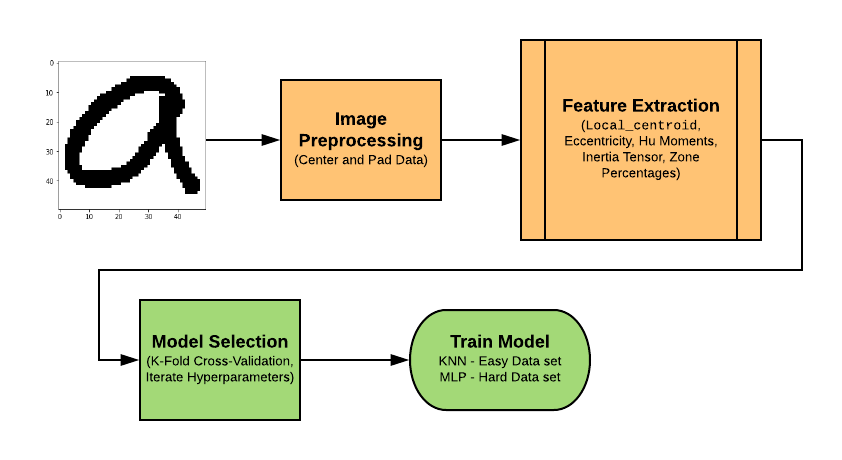 0
10
20
30
40
0
10
20
30
40
a
Image
Preprocessing
(Center and Pad Data)
Feature Extraction
(Local_centroid,
Eccentricity, Hu Moments,
Inertia Tensor, Zone
Percentages)
Model Selection
(K-Fold Cross-Validation,
Iterate Hyperparameters)
Train Model
KNN - Easy Data set
MLP - Hard Data set